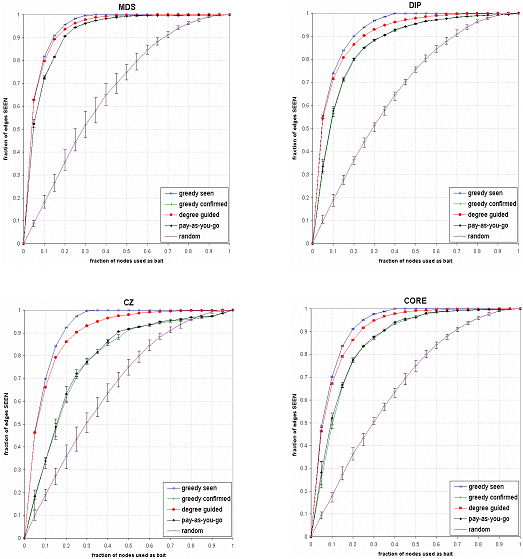 MDS
fraction of edges SEEN
1
0.9
0.8
0.7
0.6
0.5
0.4
0.3
0.2
0.1
0
greedy seen
greedy confirmed
degree guided
pay-as-you-go
random
0 0.1 0.2 0.3 0.4 0.5 0.6 0.7 0.8 0.9 1
fraction of nodes used as bait
DIP
fraction of edges SEEN
1
0.9
0.8
0.7
0.6
0.5
0.4
0.3
0.2
0.1
0
greedy seen
greedy confirmed
degree guided
pay-as-you-go
random
0 0.1 0.2 0.3 0.4 0.5 0.6 0.7 0.8 0.9 1
fraction of nodes used as bait
CZ
fraction of edges SEEN
1
0.9
0.8
0.7
0.6
0.5
0.4
0.3
0.2
0.1
0
greedy seen
greedy confirmed
degree guided
pay-as-you-go
random
0 0.1 0.2 0.3 0.4 0.5 0.6 0.7 0.8 0.9 1
fraction of nodes used as bait
CORE
fraction of edges SEEN
1
0.9
0.8
0.7
0.6
0.5
0.4
0.3
0.2
0.1
0
greedy seen
greedy confirmed
degree guided
pay-as-you-go
random
0 0.1 0.2 0.3 0.4 0.5 0.6 0.7 0.8 0.9 1
fraction of nodes used as bait